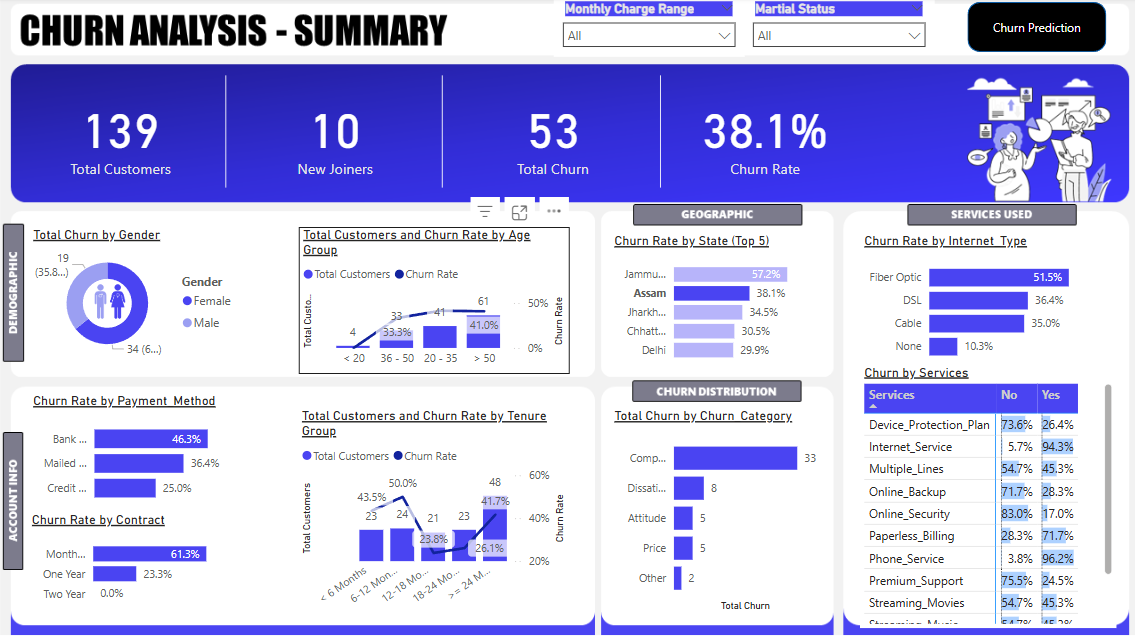 CHURN ANALYSIS - SUMMARY
Monthly Charge Range
All
Martial Status
All
Churn Prediction
139
Total Customers
10
New Joiners
53
Total Churn
38.1%
Churn Rate
DEMOGRAPHIC
Total Churn by Gender
19
(35.8...)
34 (6...)
Gender
Female
Male
Total Customers and Churn Rate by Age
Group
Total Customers Churn Rate
Total Custo...
4
33
33.3%
41
61
41.0%
50%
0%
Churn Rate
< 20 36 - 50 20 - 35 > 50
GEOGRAPHIC
Churn Rate by State (Top 5)
Jammu... 57.2%
Assam 38.1%
Jharkh... 34.5%
Chhatt... 30.5%
Delhi 29.9%
SERVICES USED
Churn Rate by Internet_Type
Fiber Optic 51.5%
DSL 36.4%
Cable 35.0%
None 10.3%
Churn by Services
Services No Yes
Device_Protection_Plan 73.6% 26.4%
Internet_Service 5.7% 94.3%
Multiple_Lines 54.7% 45.3%
Online_Backup 71.7% 28.3%
Online_Security 83.0% 17.0%
Paperless_Billing 28.3% 71.7%
Phone_Service 3.8% 96.2%
Premium_Support 75.5% 24.5%
Streaming_Movies 54.7% 45.3%
Streaming_Music 54.7% 45.3%
ACCOUNT INFO
Churn Rate by Payment_Method
Bank ... 46.3%
Mailed ... 36.4%
Credit ... 25.0%
Churn Rate by Contract
Month... 61.3%
One Year 23.3%
Two Year 0.0%
Total Customers and Churn Rate by Tenure
Group
Total Customers Churn Rate
Total Customers
43.5%
23
50.0%
24
21
23.8%
23
26.1%
48
41.7%
60%
40%
20%
Churn Rate
< 6 Months 6-12 Mon... 12-18 Mo... 18-24 Mo... >= 24 M...
CHURN DISTRIBUTION
Total Churn by Churn_Category
Comp... 33
Dissati... 8
Attitude 5
Price 5
Other 2
Total Churn